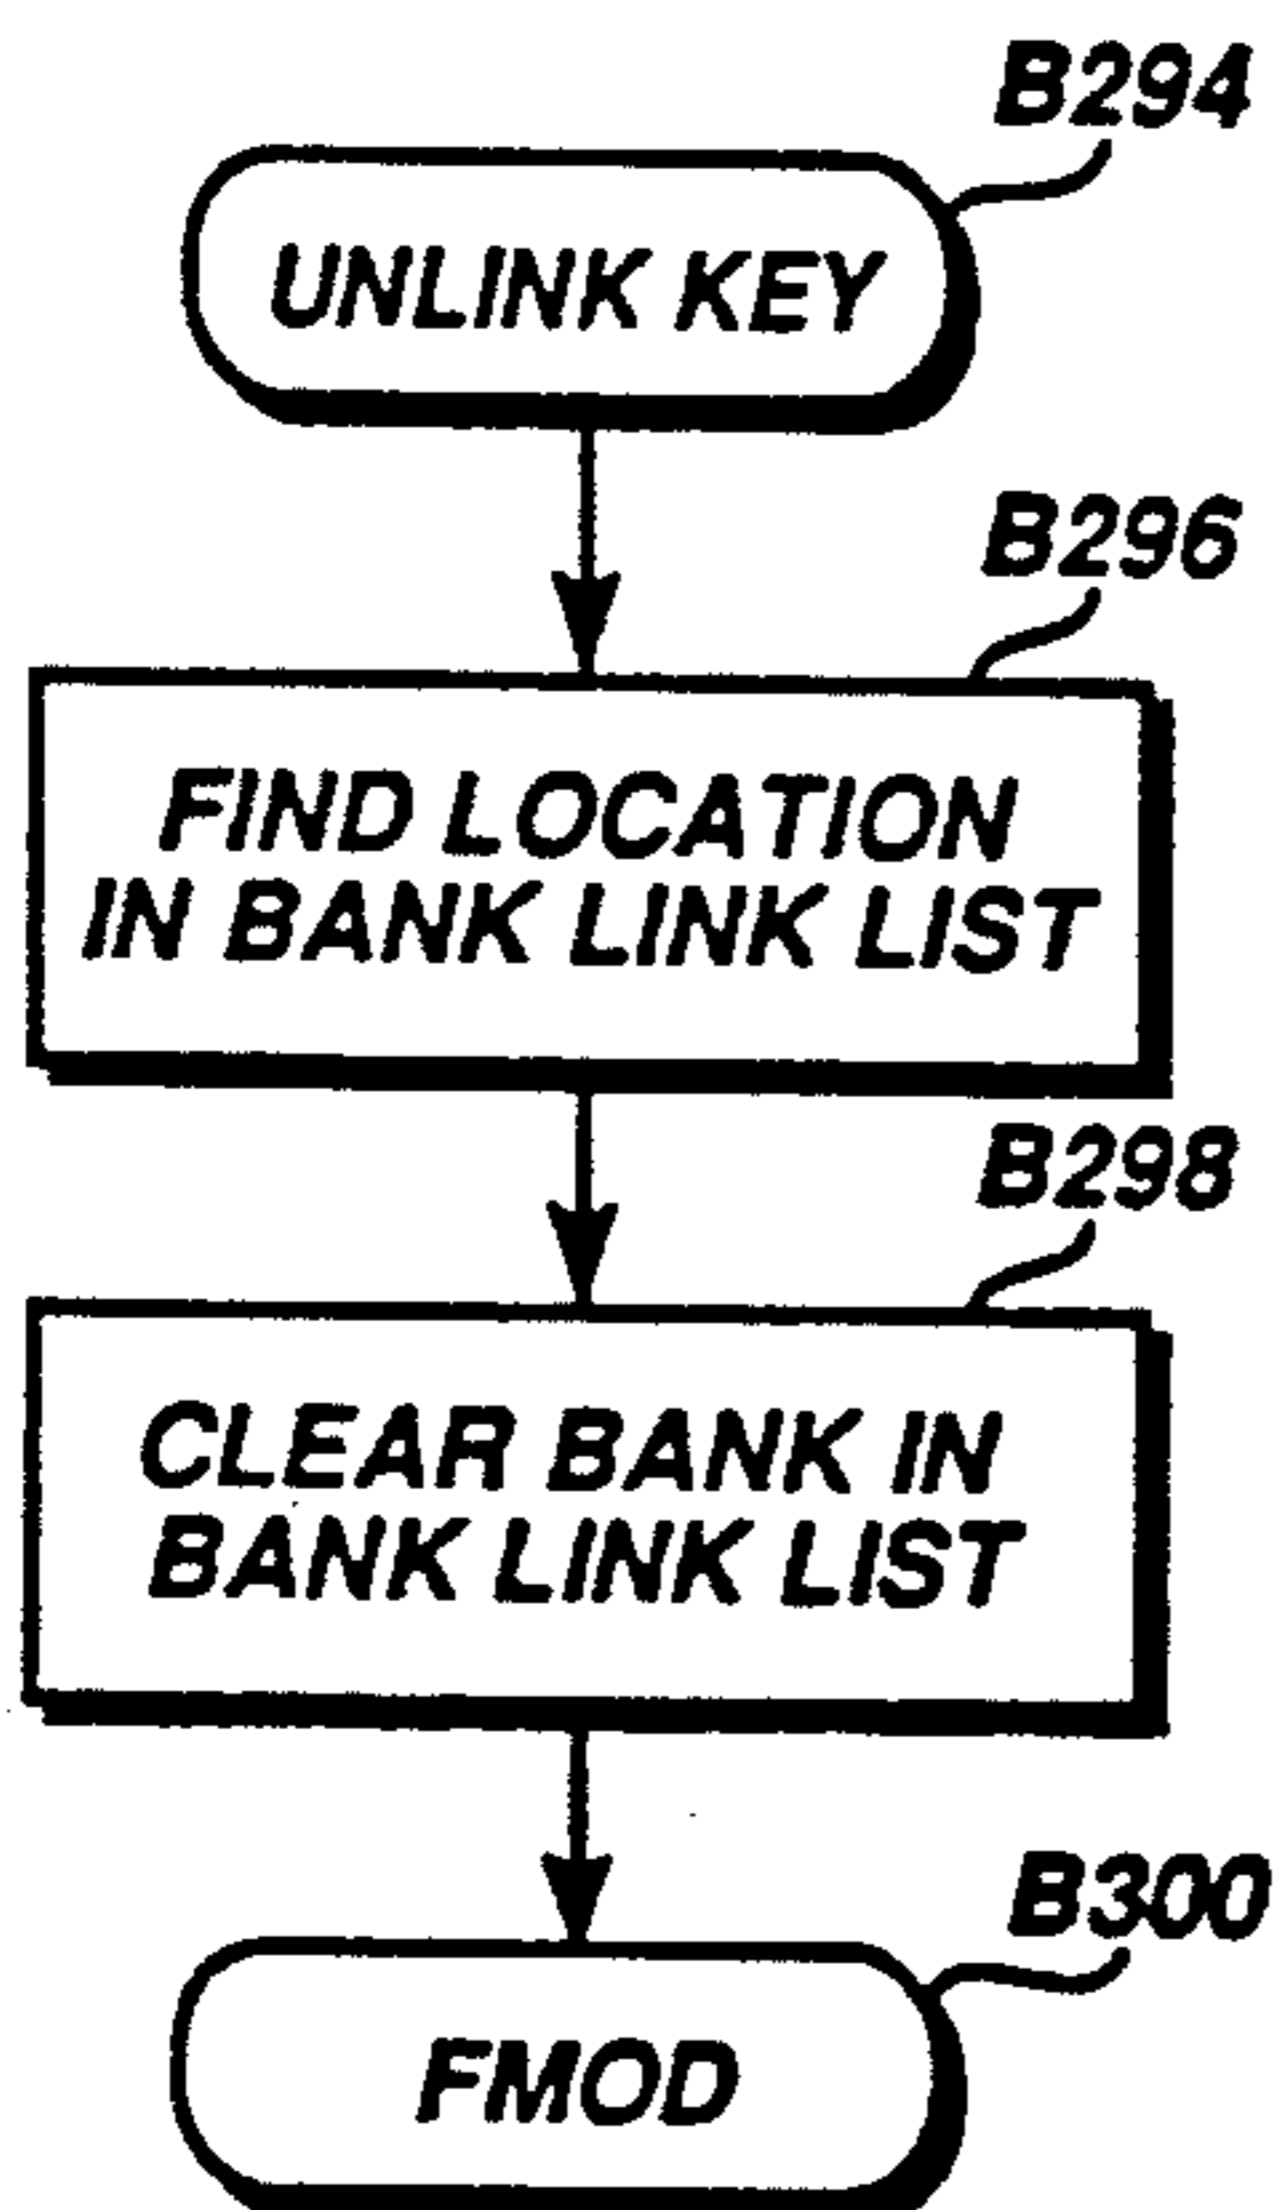 B294
UNLINK KEY
B296
FIND LOCATION
IN BANK LINK LIST
B298
CLEAR BANK IN
BANK LINK LIST
B300
FMOD